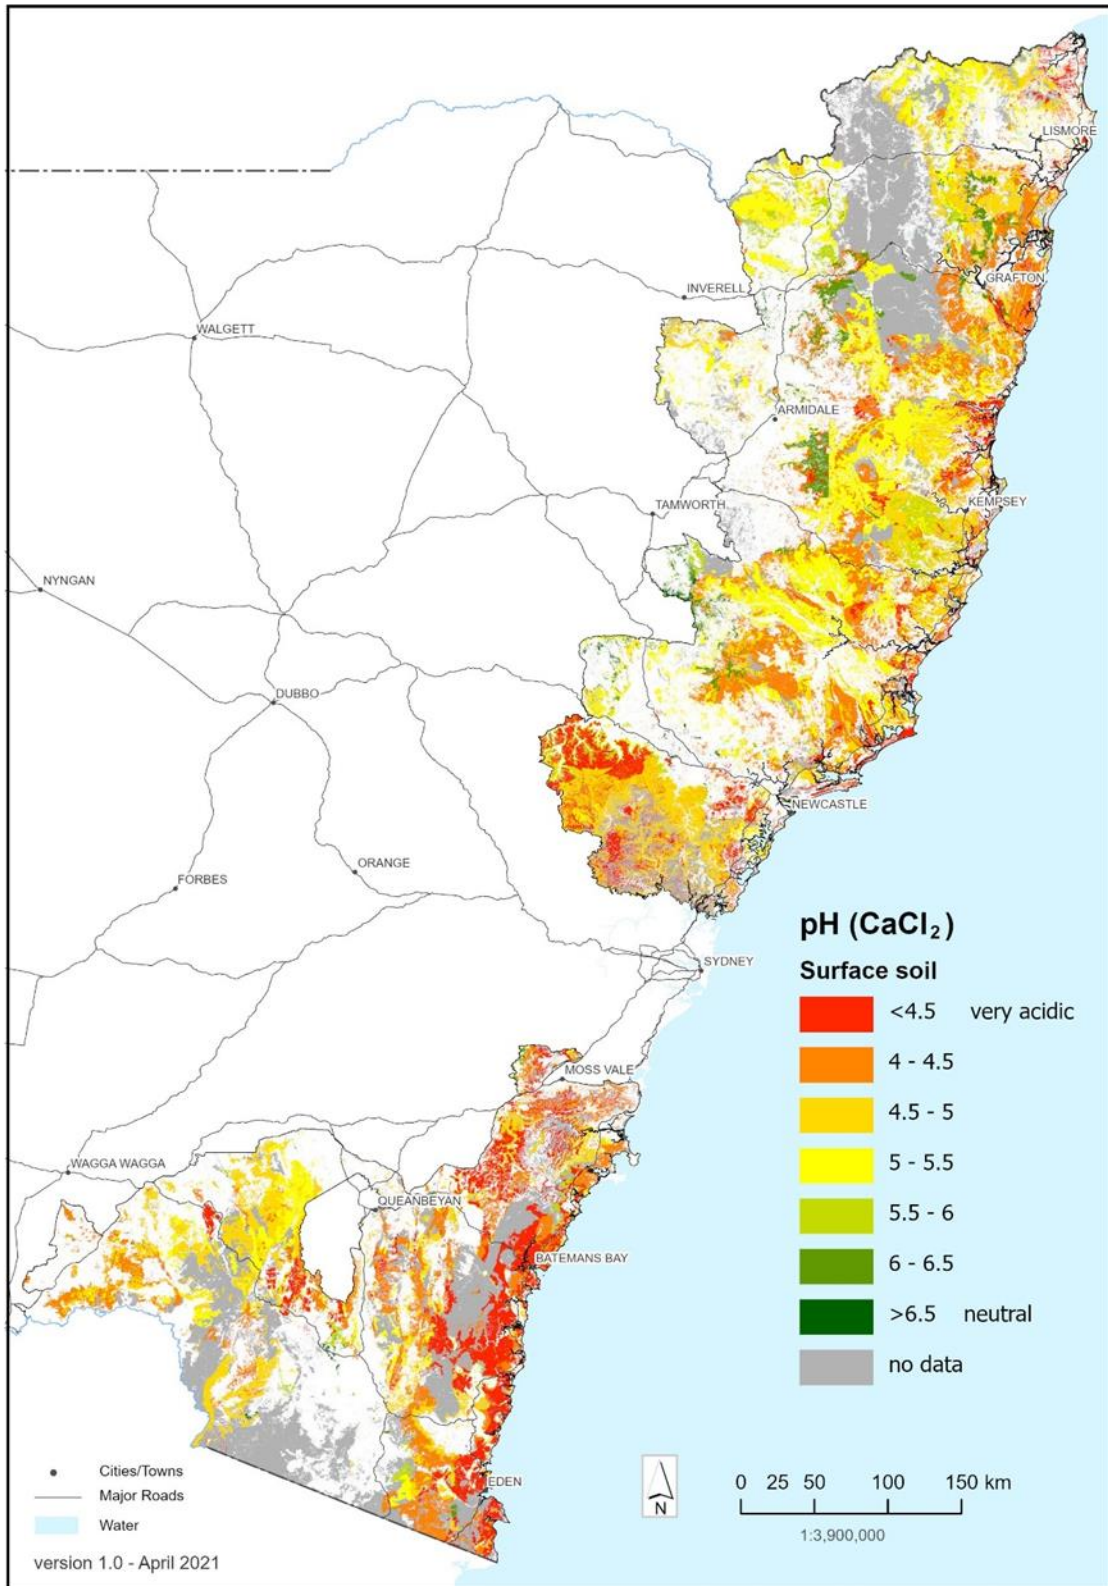 LISMORE
GRAFTON
INVERELL
WALGETT
ARMIDALE
KEMPSEY
TAMWORTH
NYNGAN
DUBBO
NEWCASTLE
ORANGE
FORBES
SYDNEY
pH (CaCl₂)
Surface soil
<4.5 very acidic
4 - 4.5
4.5 - 5
5 - 5.5
5.5 - 6
6 - 6.5
>6.5 neutral
no data
MOSS VALE
WAGGA WAGGA
QUEANBEYAN
BATEMANS BAY
EDEN
Cities/Towns
Major Roads
Water
version 1.0 - April 2021
N
0 25 50 100 150 km
1:3,900,000